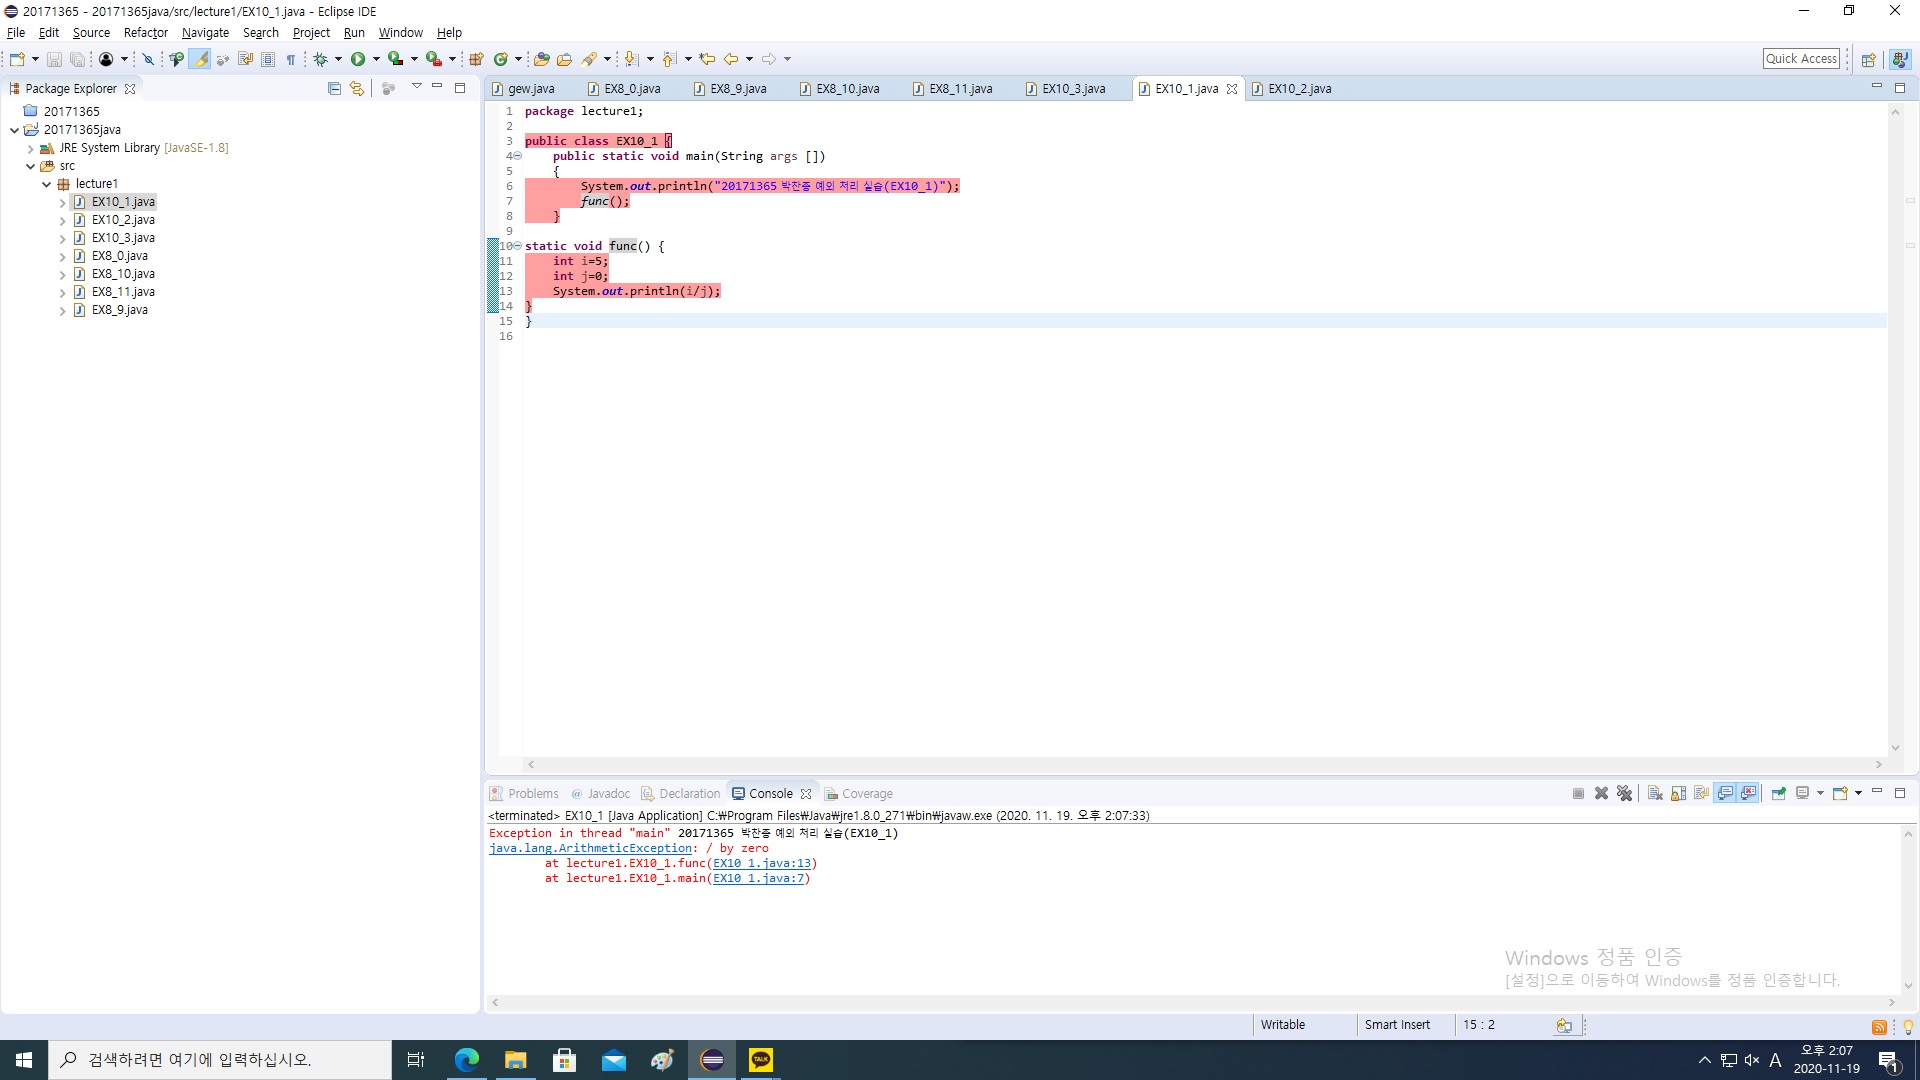 20171365 - 20171365java/src/lecture1/EX10_1.java - Eclipse IDE
File Edit Source Refactor Navigate Search Project Run Window Help
Quick Access
Package Explorer
20171365
20171365java
JRE System Library [JavaSE-1.8]
src
lecture1
EX10_1.java
EX10_2.java
EX10_3.java
EX8_0.java
EX8_10.java
EX8_11.java
EX8_9.java
gew.java EX8_0.java EX8_9.java EX8_10.java EX8_11.java EX10_3.java EX10_1.java EX10_2.java
1 package lecture1;
2
3 public class EX10_1 {
4 public static void main(String args [])
5 {
6 System.out.println("20171365 박찬종 예외 처리 실습(EX10_1)");
7 func();
8 }
9
10 static void func() {
11 int i=5;
12 int j=0;
13 System.out.println(i/j);
14 }
15 }
16
Problems @ Javadoc Declaration Console Coverage
<terminated> EX10_1 [Java Application] C:₩Program Files₩Java₩jre1.8.0_271₩bin₩javaw.exe (2020. 11. 19. 오후 2:07:33)
Exception in thread "main" 20171365 박찬종 예외 처리 실습(EX10_1)
java.lang.ArithmeticException: / by zero
at lecture1.EX10_1.func(EX10_1.java:13)
at lecture1.EX10_1.main(EX10_1.java:7)
Windows 정품 인증
[설정]으로 이동하여 Windows를 정품 인증합니다.
Writable Smart Insert 15 : 2
검색하려면 여기에 입력하십시오.
TALK
A
오후 2:07
2020-11-19
1